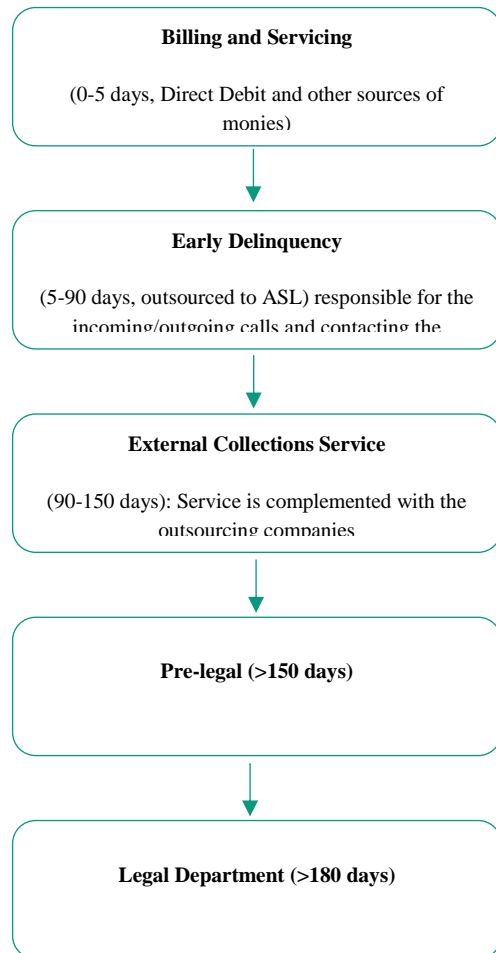 Billing and Servicing
(0-5 days, Direct Debit and other sources of
monies)
Early Delinquency
(5-90 days, outsourced to ASL) responsible for the
incoming/outgoing calls and contacting the
External Collections Service
(90-150 days): Service is complemented with the
outsourcing companies
Pre-legal (>150 days)
Legal Department (>180 days)